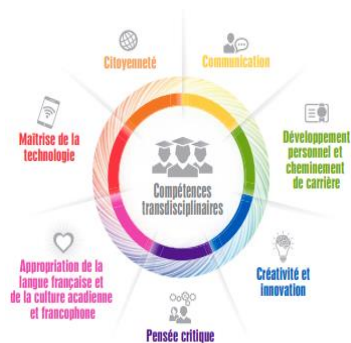 Citoyenneté
Communication
Maîtrise de la
technologie
Développement
personnel et
cheminement
de carrière
Compétences
transdisciplinaires
Appropriation de la
langue française et
de la culture acadienne
et francophone
Créativité et
innovation
Pensée critique